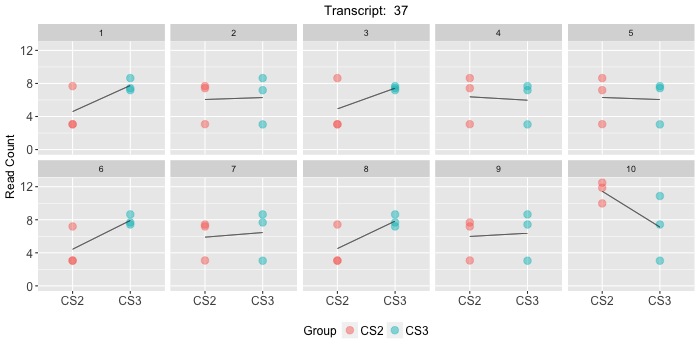 Transcript: 37
1 2 3 4 5
12
8
4
0
6 7 8 9 10
12
8
4
0
Read Count
CS2 CS3 CS2 CS3 CS2 CS3 CS2 CS3 CS2 CS3
Group CS2 CS3